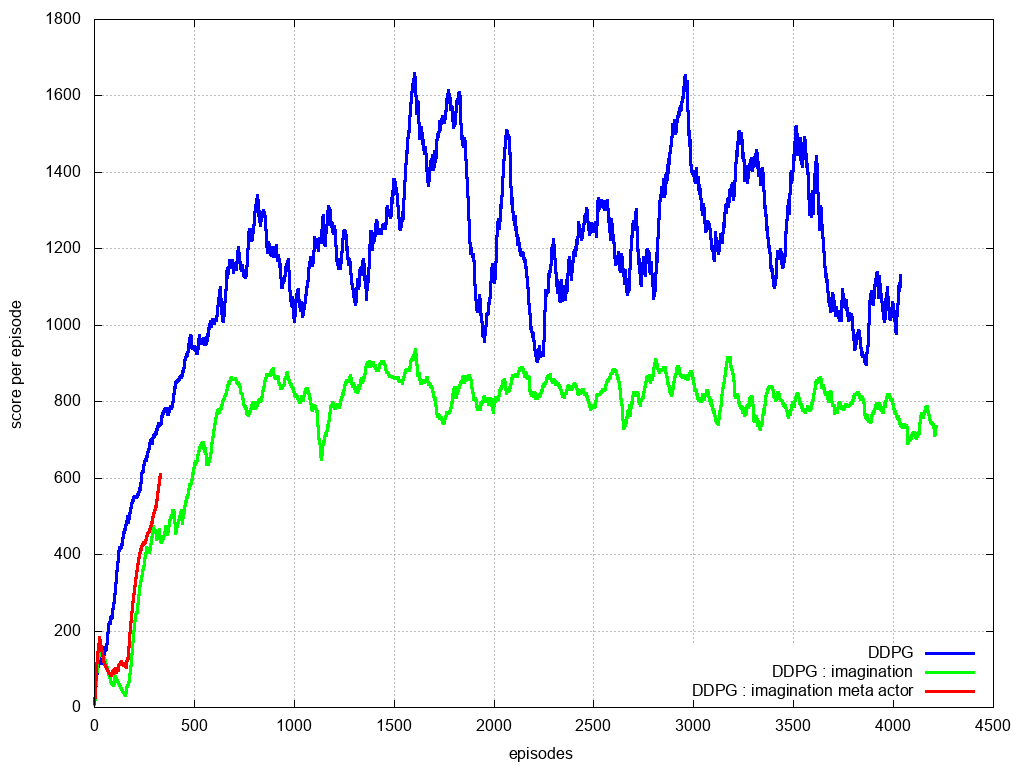 1800
1600
1400
1200
1000
800
600
400
200
0
score per episode
DDPG
DDPG : imagination
DDPG : imagination meta actor
0 500 1000 1500 2000 2500 3000 3500 4000 4500
episodes